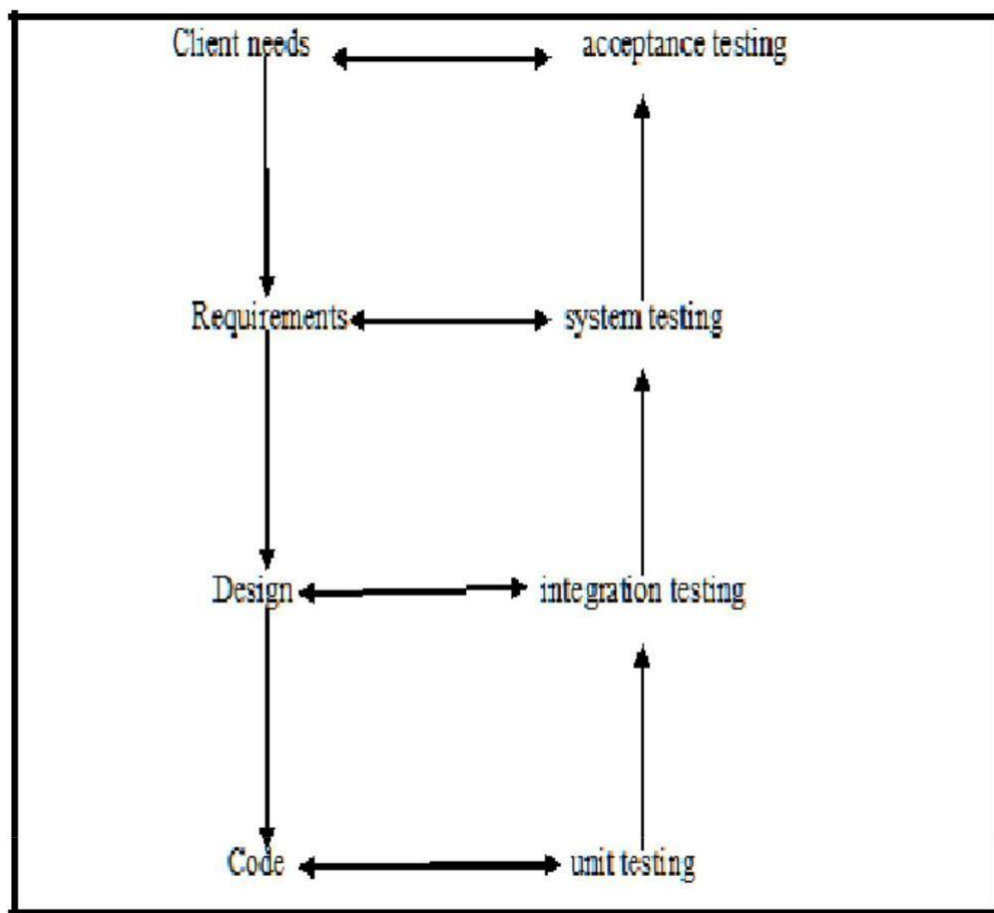 Client needs acceptance testing
Requirements system testing
Design integration testing
Code unit testing